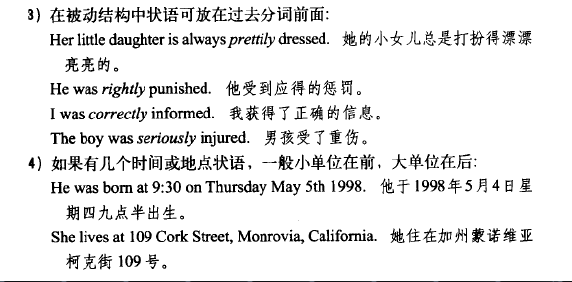 3) 在被动结构中状语可放在过去分词前面:
Her little daughter is always prettily dressed. 她的小女儿总是打扮得漂漂
亮亮的。
He was rightly punished. 他受到应得的惩罚。
I was correctly informed. 我获得了正确的信息。
The boy was seriously injured. 男孩受了重伤。
4) 如果有几个时间或地点状语，一般小单位在前，大单位在后:
He was born at 9:30 on Thursday May 5th 1998. 他于1998年5月4日星
期四九点半出生。
She lives at 109 Cork Street, Monrovia, California. 她住在加州蒙诺维亚
柯克街109号。